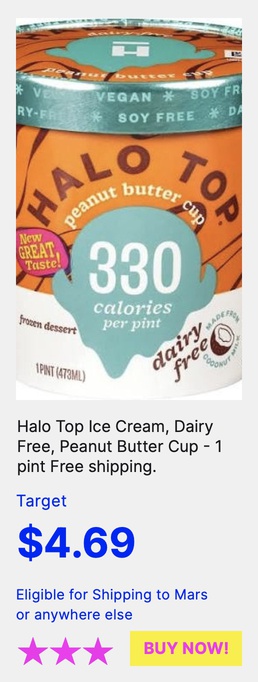 dairy free
H
peanut butter cup
VEGAN * SOY FR
RY-FR
* SOY FREE * DA
HALO TOP
peanut butter cup
New
GREAT
Taste!
330
calories
per pint
frozen dessert
dairy
free
MADE FROM
COCONUT MILK
1 PINT (473ML)
Halo Top Ice Cream, Dairy
Free, Peanut Butter Cup - 1
pint Free shipping.
Target
$4.69
Eligible for Shipping to Mars
or anywhere else
BUY NOW!